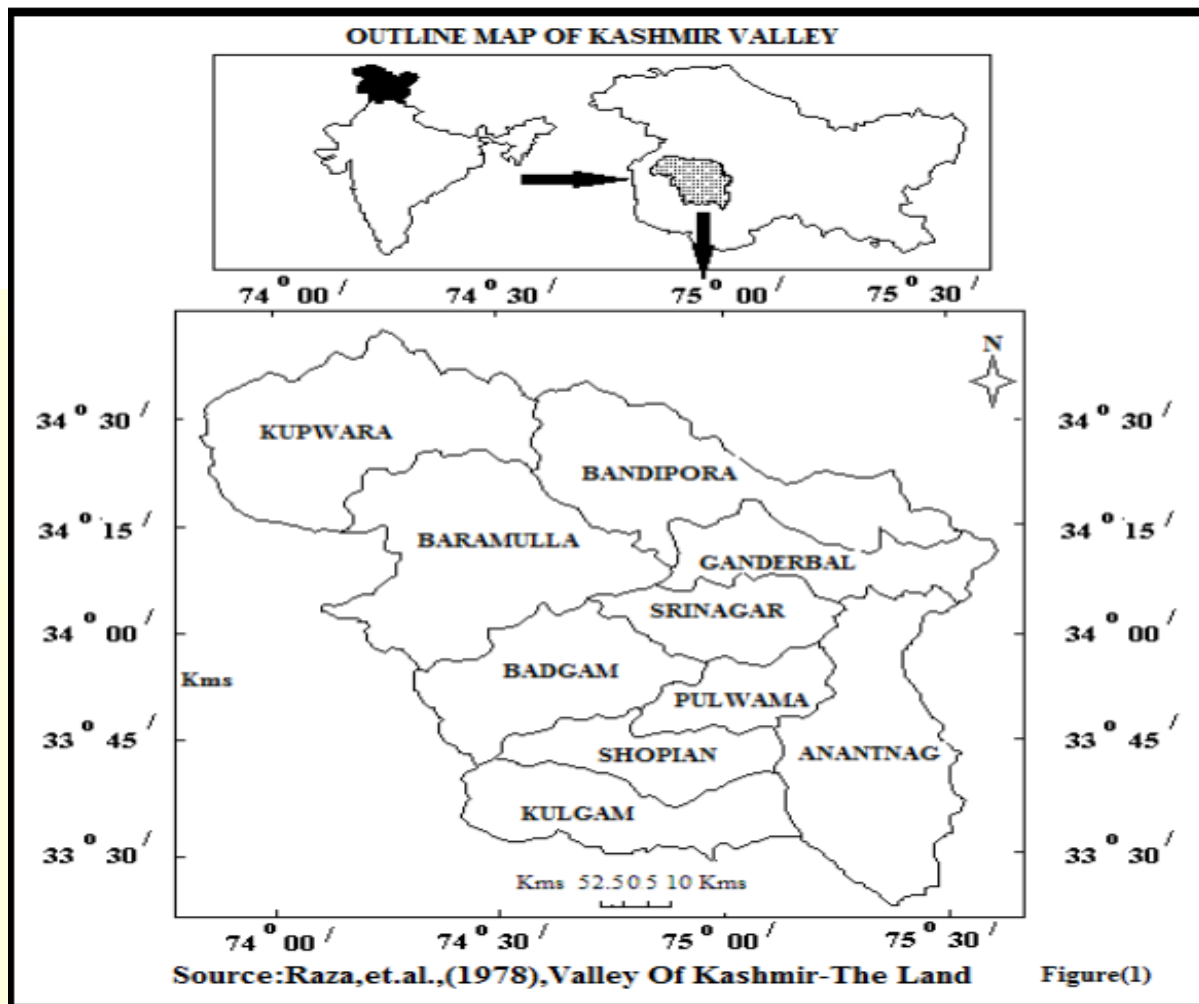 OUTLINE MAP OF KASHMIR VALLEY
74 ° 00 / 74 ° 30 / 75 ° 00 / 75 ° 30 /
N
34 ° 30 / 34 ° 30 /
KUPWARA
BANDIPORA
34 ° 15 / 34 ° 15 /
BARAMULLA
GANDERBAL
SRINAGAR
34 ° 00 / 34 ° 00 /
BADGAM
Kms
PULWAMA
33 ° 45 / 33 ° 45 /
SHOPIAN
ANANTNAG
KULGAM
33 ° 30 / 33 ° 30 /
Kms 52.50 5 10 Kms
74 ° 00 / 74 ° 30 / 75 ° 00 / 75 ° 30 /
Source:Raza,et.al.,(1978),Valley Of Kashmir-The Land Figure(1)